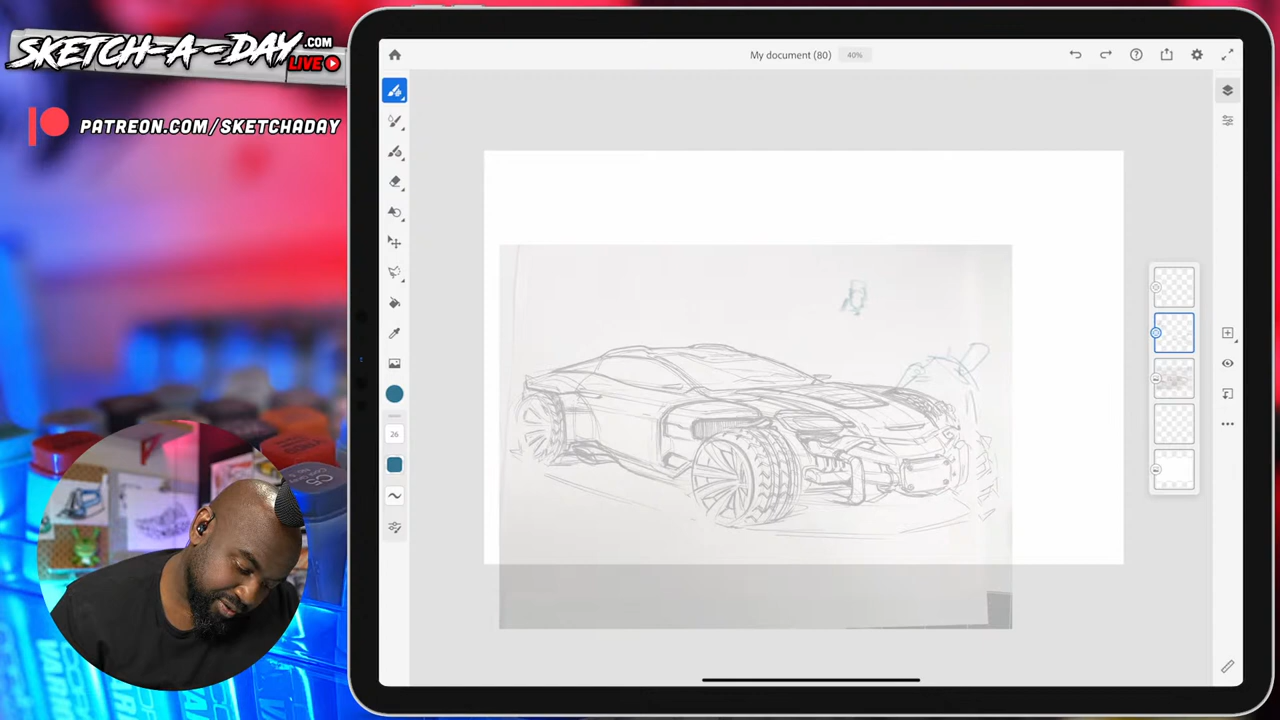 SKETCH-A-DAY.COM
LIVE
PATREON.COM/SKETCHADAY
My document (80) 40%
26